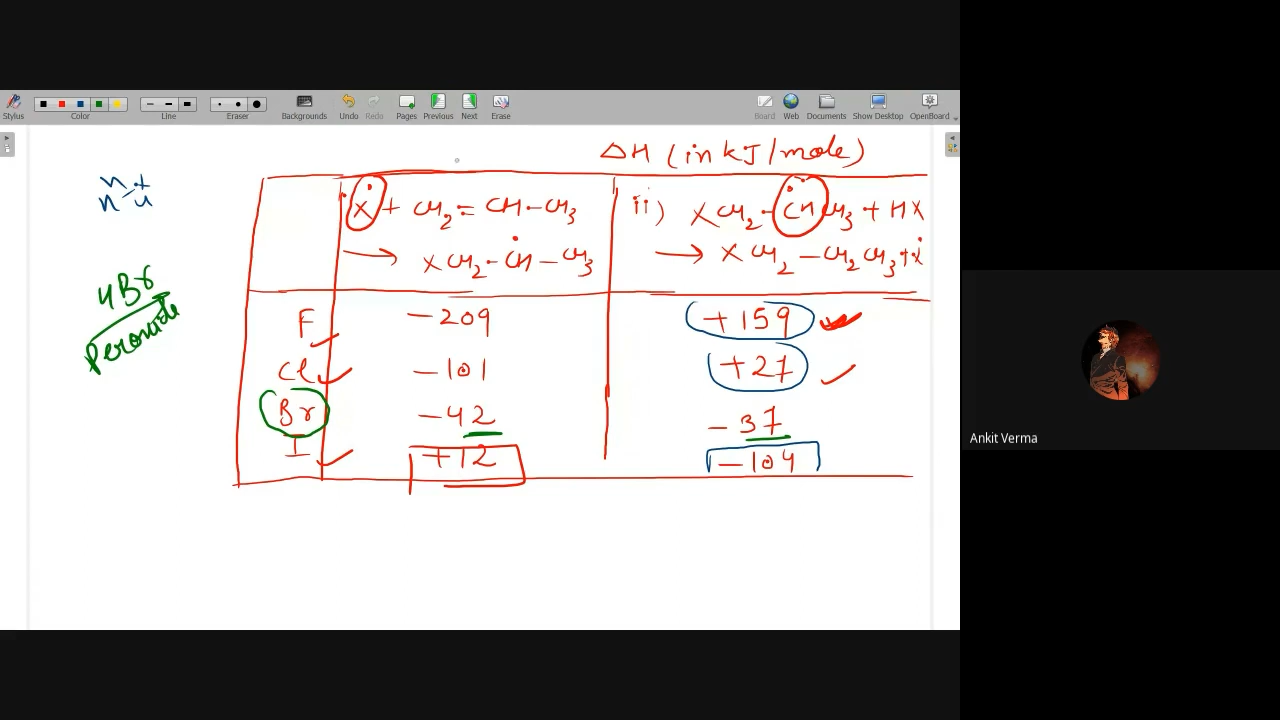 Stylus
Color
Line
Eraser
Backgrounds
Undo
Redo
Pages
Previous
Next
Erase
Board
Web
Documents
Show Desktop
OpenBoard
ΔH (in kJ/mole)
Ẋ + CH2 = CH - CH3
→ XCH2 - ĊH - CH3
ii) XCH2 - ĊHCH3 + HX
→ XCH2 - CH2CH3 + Ẋ
HBr
Peroxide
F -209 +159
Cl -101 +27
Br -42 -37
I +12 -104
Ankit Verma